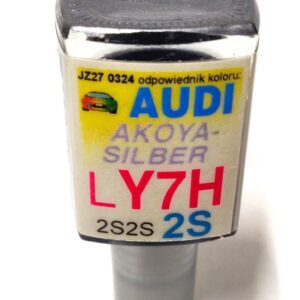 JZ27 0324 odpowiednik koloru:
AUDI
AKOYA-
SILBER
LY7H
2S2S 2S